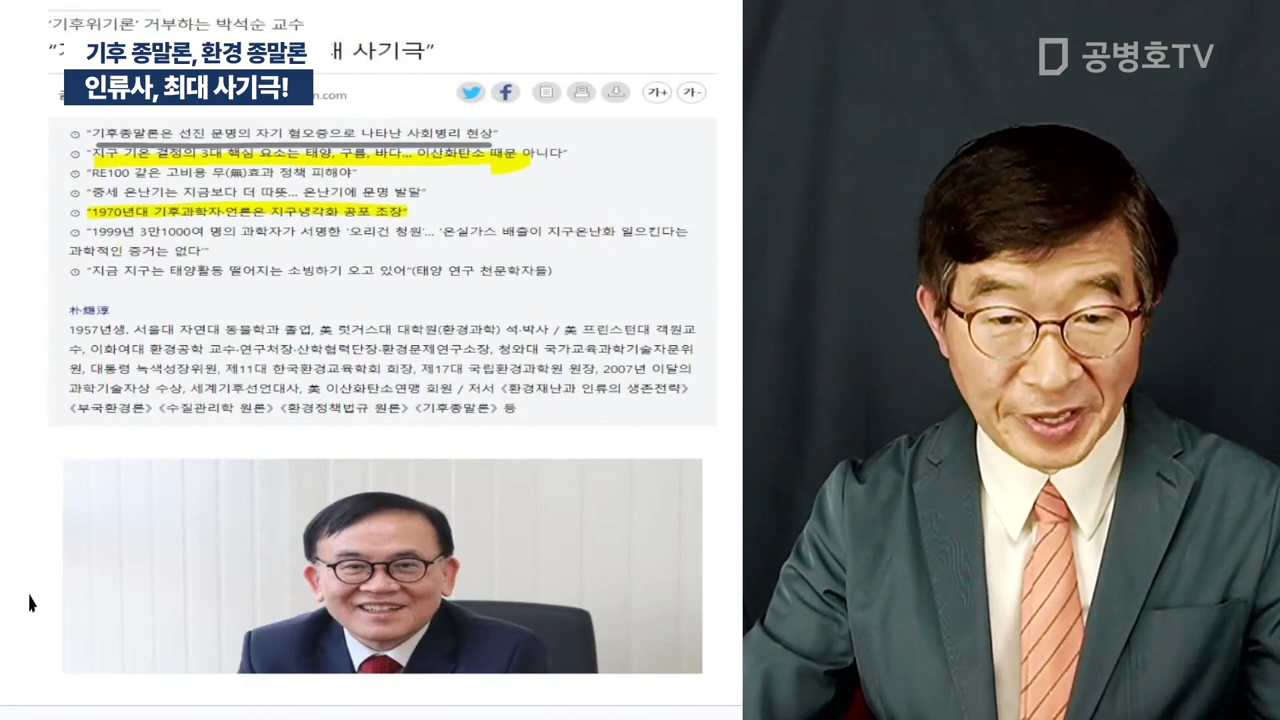 ‘기후위기론’ 거부하는 박석순 교수
기후 종말론, 환경 종말론
대 사기극”
인류사, 최대 사기극!
n.com
가+ 가-
공병호TV
⊙ “기후종말론은 선진 문명의 자기 혐오증으로 나타난 사회병리 현상”
⊙ “지구 기온 결정의 3대 핵심 요소는 태양, 구름, 바다… 이산화탄소 때문 아니다”
⊙ “RE100 같은 고비용 무(無)효과 정책 피해야”
⊙ “중세 온난기는 지금보다 더 따뜻… 온난기에 문명 발달”
⊙ “1970년대 기후과학자·언론은 지구냉각화 공포 조장”
⊙ “1999년 3만1000여 명의 과학자가 서명한 ‘오리건 청원’… ‘온실가스 배출이 지구온난화 일으킨다는
과학적인 증거는 없다’”
⊙ “지금 지구는 태양활동 떨어지는 소빙하기 오고 있어”(태양 연구 천문학자들)
朴錫淳
1957년생. 서울대 자연대 동물학과 졸업, 美 럿거스대 대학원(환경과학) 석·박사 / 美 프린스턴대 객원교
수, 이화여대 환경공학 교수·연구처장·산학협력단장·환경문제연구소장, 청와대 국가교육과학기술자문위
원, 대통령 녹색성장위원, 제11대 한국환경교육학회 회장, 제17대 국립환경과학원 원장, 2007년 이달의
과학기술자상 수상, 세계기후선언대사, 美 이산화탄소연맹 회원 / 저서 《환경재난과 인류의 생존전략》
《부국환경론》《수질관리학 원론》《환경정책법규 원론》《기후종말론》 등